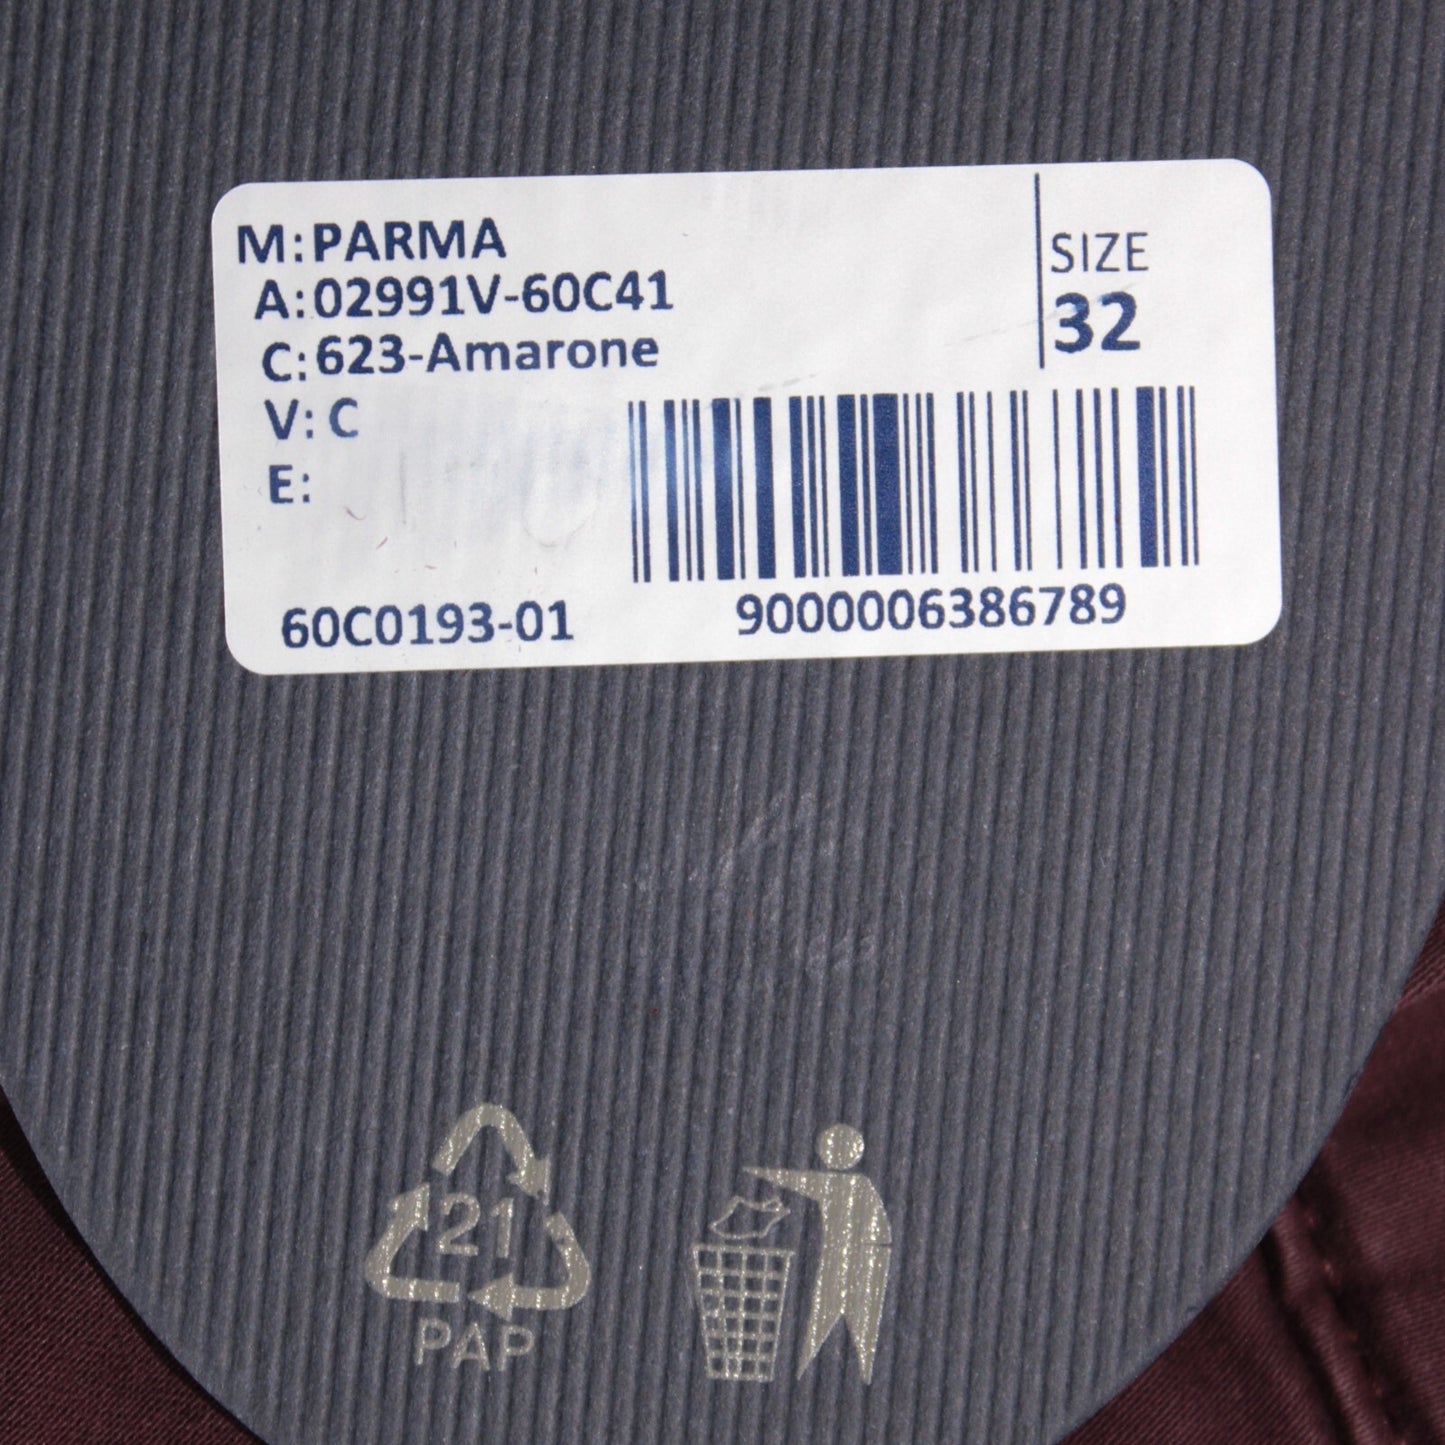 M: PARMA
A: 02991V-60C41
C: 623-Amarone
V: C
E:
SIZE
32
60C0193-01
9000006386789
21
PAP